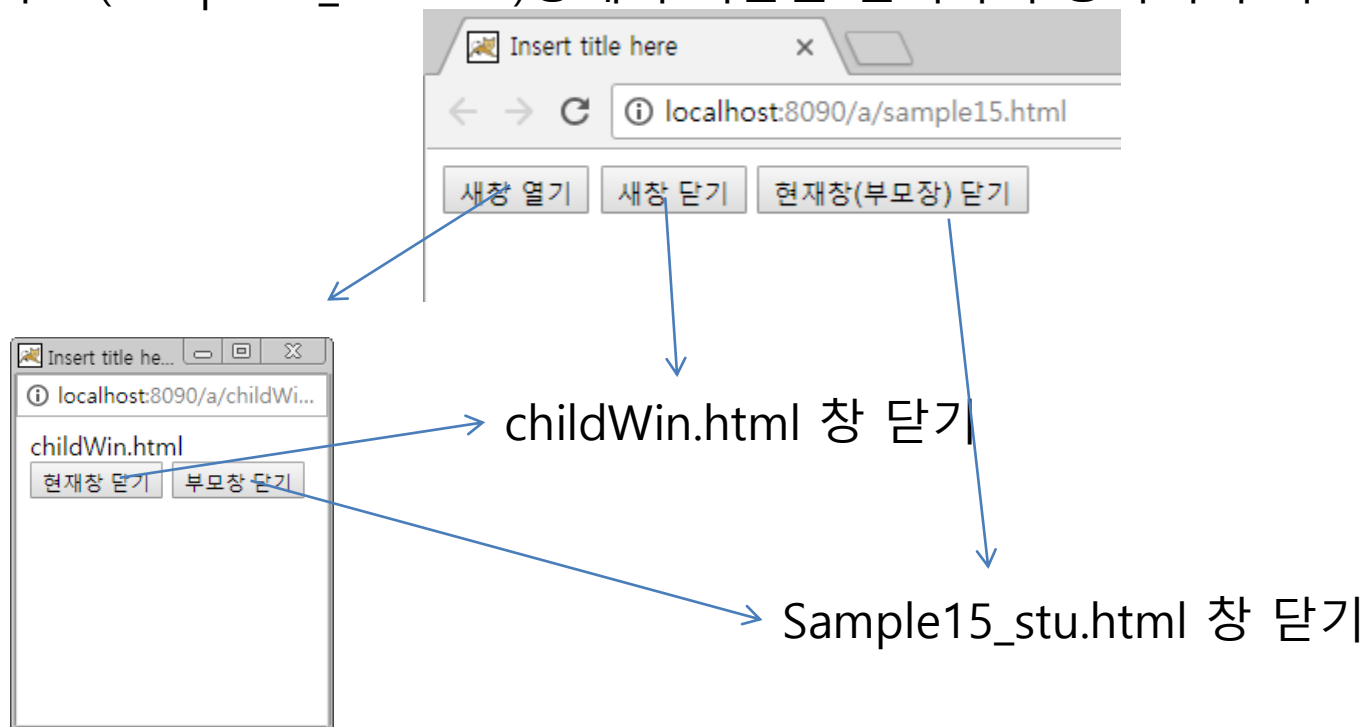 Insert title here
localhost:8090/a/sample15.html
새창 열기 새창 닫기 현재창(부모장) 닫기
Insert title he...
localhost:8090/a/childWi...
childWin.html
현재창 닫기 부모창 닫기
childWin.html 창 닫기
Sample15_stu.html 창 닫기